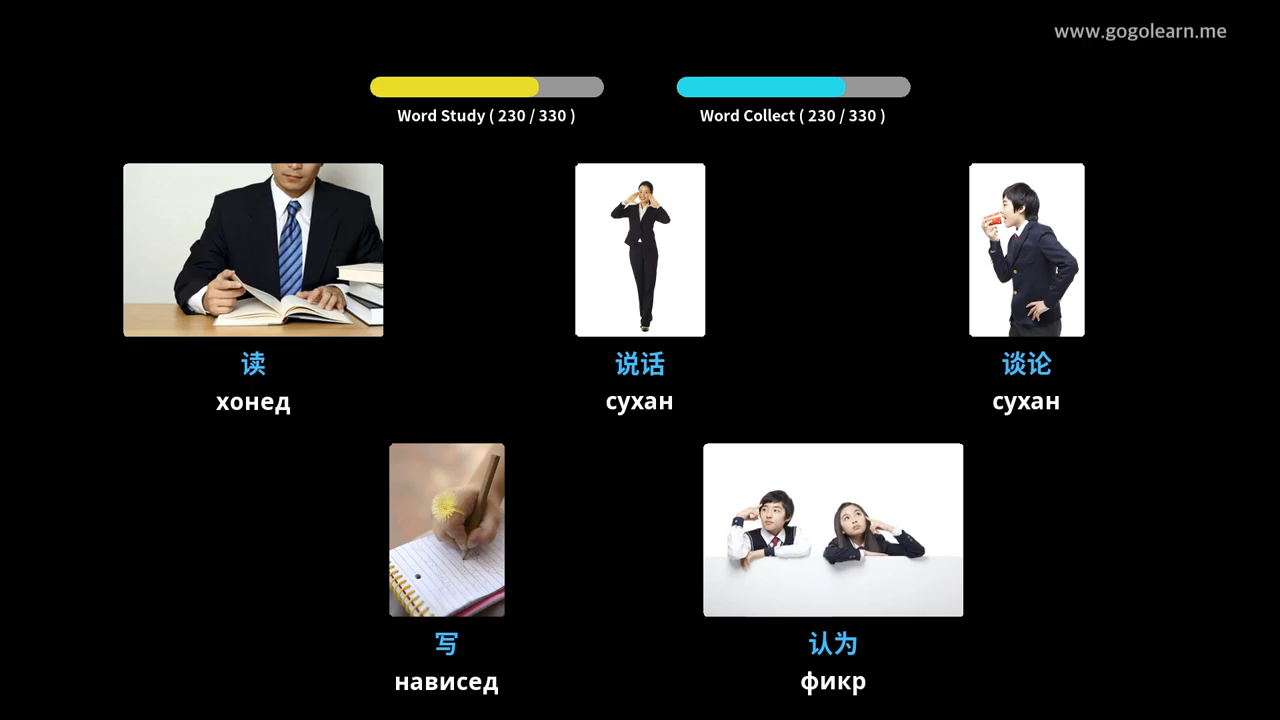 www.gogolearn.me
Word Study ( 230 / 330 )
Word Collect ( 230 / 330 )
读
хонед
说话
сухан
谈论
сухан
写
нависед
认为
фикр